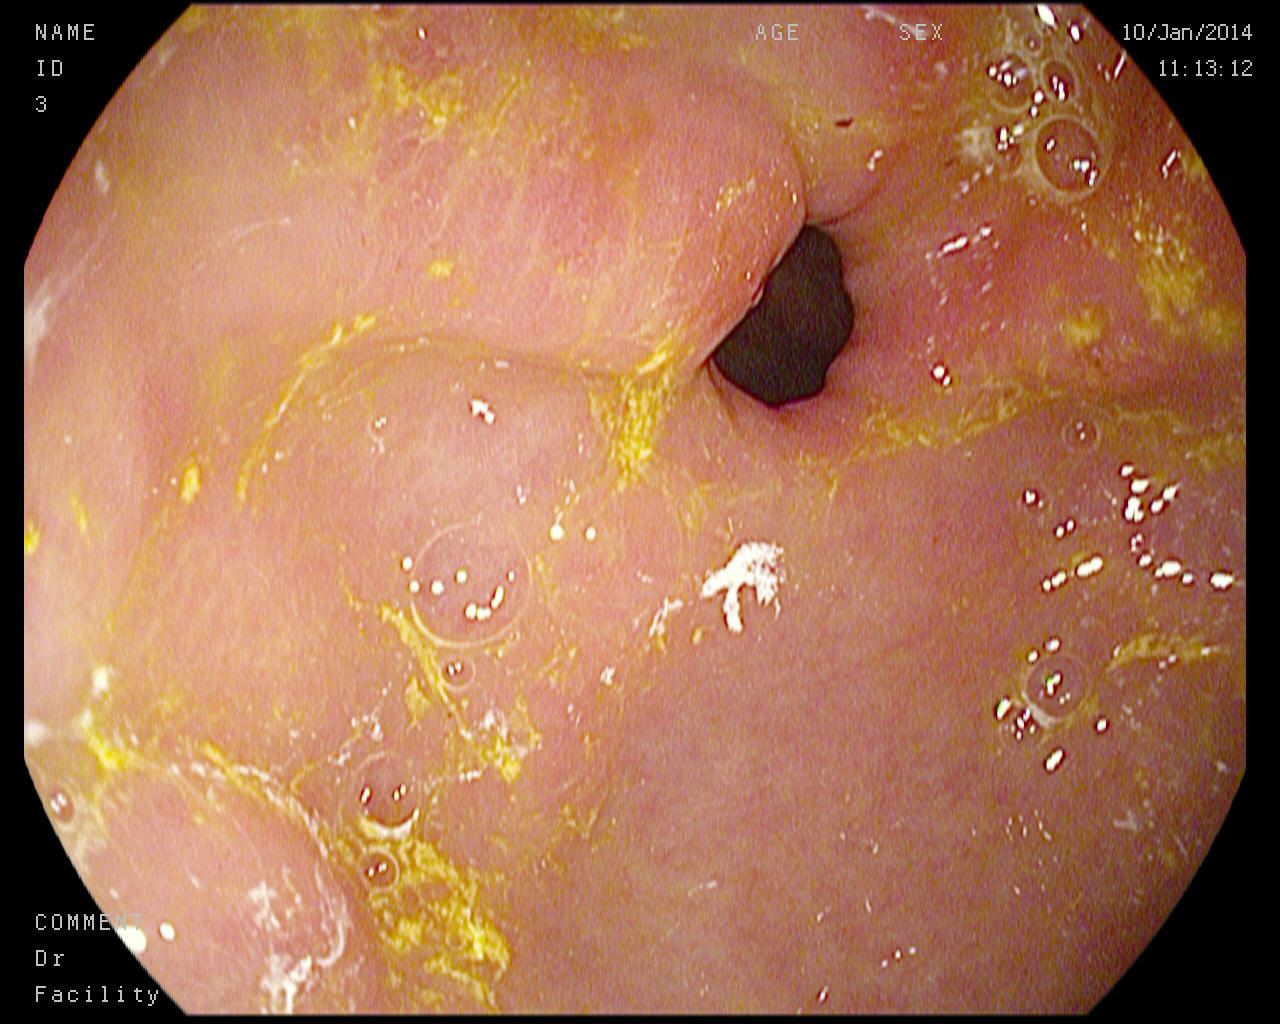 NAME AGE SEX 10/Jan/2014
ID 11:13:12
3
COMMENT
Dr
Facility